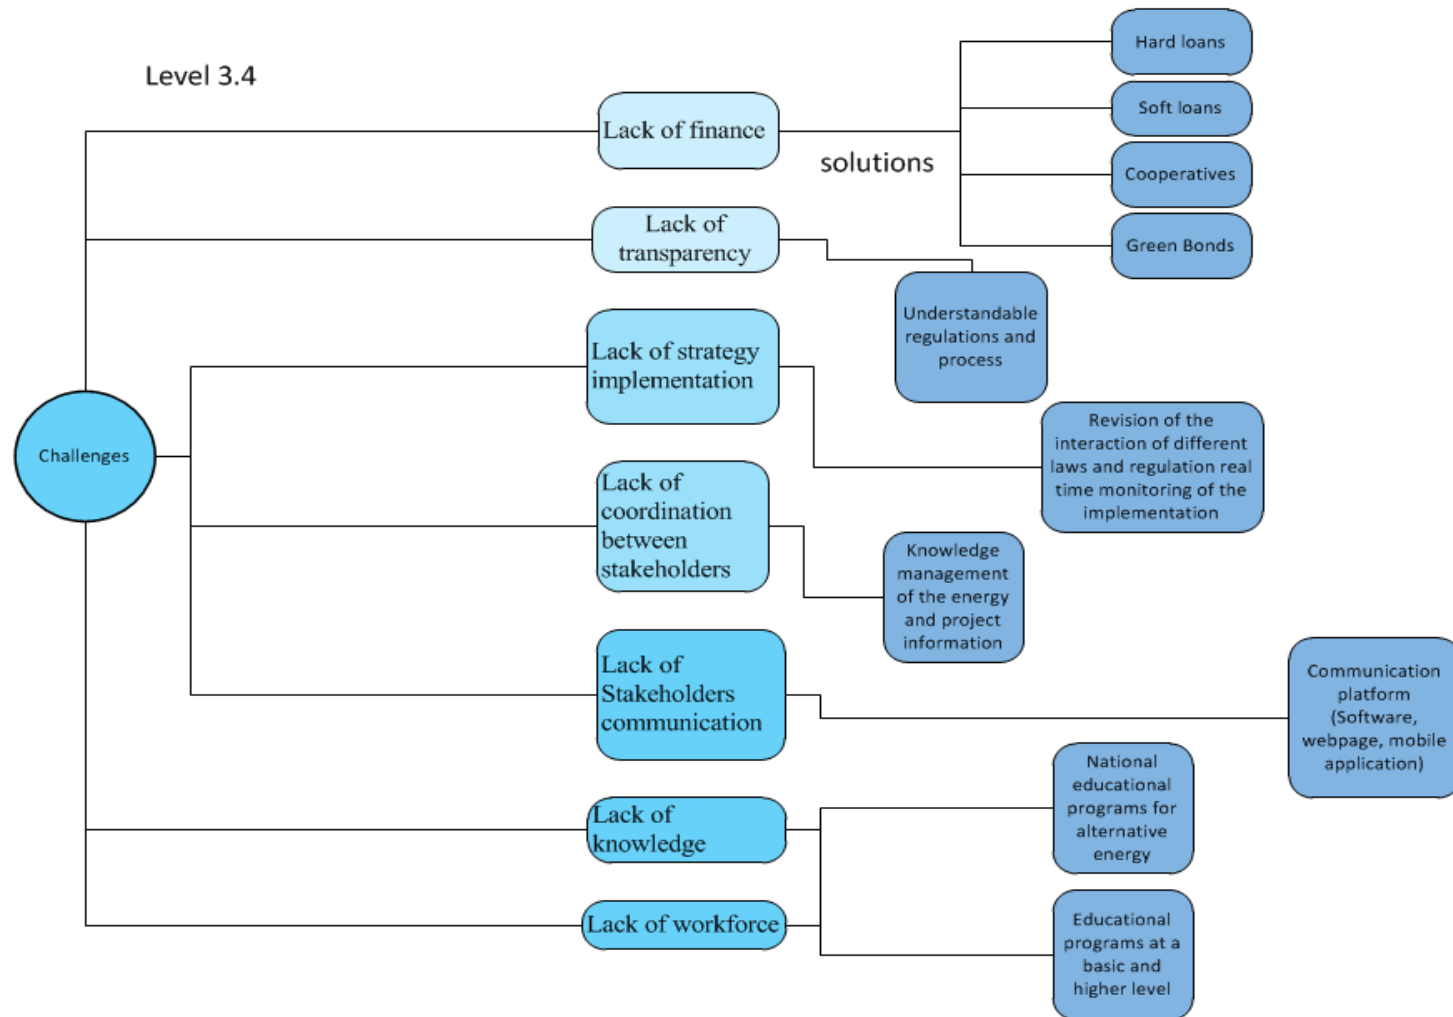 Level 3.4
Challenges
Lack of finance
solutions
Hard loans
Soft loans
Cooperatives
Green Bonds
Lack of
transparency
Understandable
regulations and
process
Lack of strategy
implementation
Revision of the
interaction of different
laws and regulation real
time monitoring of the
implementation
Lack of
coordination
between
stakeholders
Knowledge
management
of the energy
and project
information
Lack of
Stakeholders
communication
Communication
platform
(Software,
webpage, mobile
application)
Lack of
knowledge
Lack of workforce
National
educational
programs for
alternative
energy
Educational
programs at a
basic and
higher level